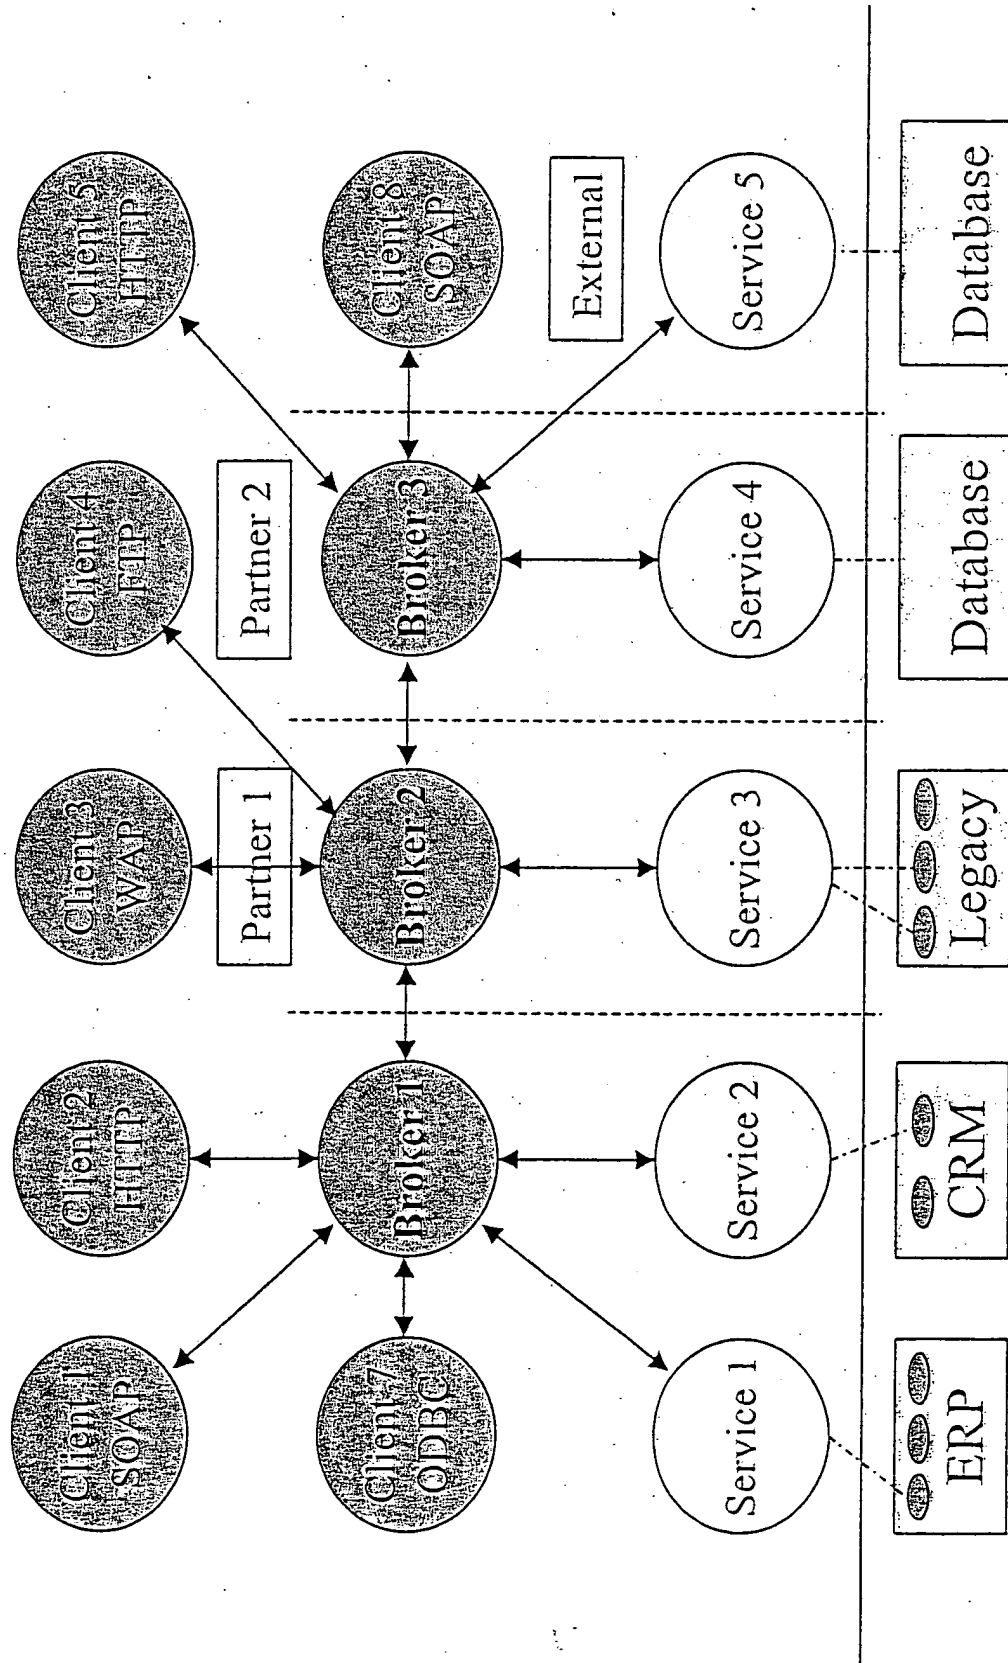 Client 1
SOAP
Client 2
HTTP
Client 3
WAP
Client 4
FTP
Client 5
HTTP
Partner 1
Partner 2
Client 7
ODBC
Broker 1
Broker 2
Broker 3
Client 8
SOAP
External
Service 1
Service 2
Service 3
Service 4
Service 5
ERP
CRM
Legacy
Database
Database